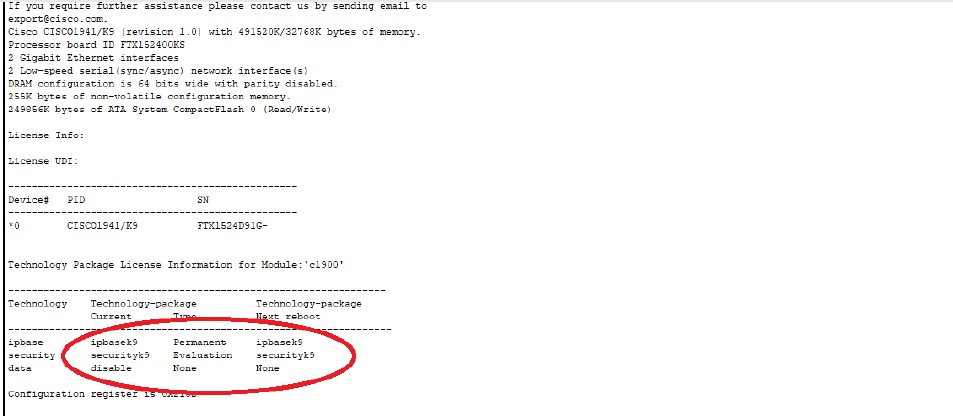 If you require further assistance please contact us by sending email to
export@cisco.com.
Cisco CISCO1941/K9 (revision 1.0) with 491520K/32768K bytes of memory.
Processor board ID FTX152400KS
2 Gigabit Ethernet interfaces
2 Low-speed serial(sync/async) network interface(s)
DRAM configuration is 64 bits wide with parity disabled.
255K bytes of non-volatile configuration memory.
249856K bytes of ATA System CompactFlash 0 (Read/Write)
License Info:
License UDI:
-------------------------------------------------
Device# PID SN
-------------------------------------------------
*0 CISCO1941/K9 FTX1524D91G-
Technology Package License Information for Module:'c1900'
----------------------------------------------------------------
Technology Technology-package Technology-package
Current Type Next reboot
-----------------------------------------------------------------
ipbase ipbasek9 Permanent ipbasek9
security securityk9 Evaluation securityk9
data disable None None
Configuration register is